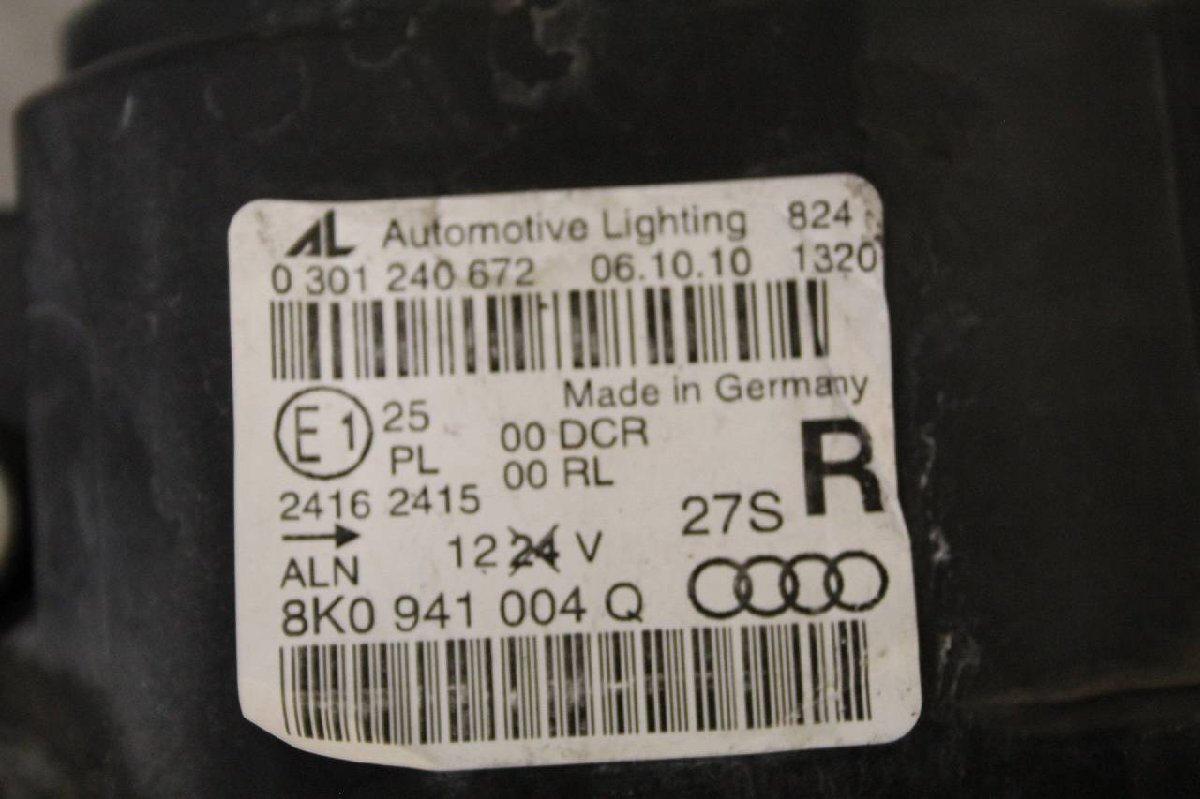 AL Automotive Lighting 824
0 301 240 672 06.10.10 1320
Made in Germany
E1 25 00 DCR R
PL 00 RL
2416 2415 27S
12 24 V
ALN
8K0 941 004 Q